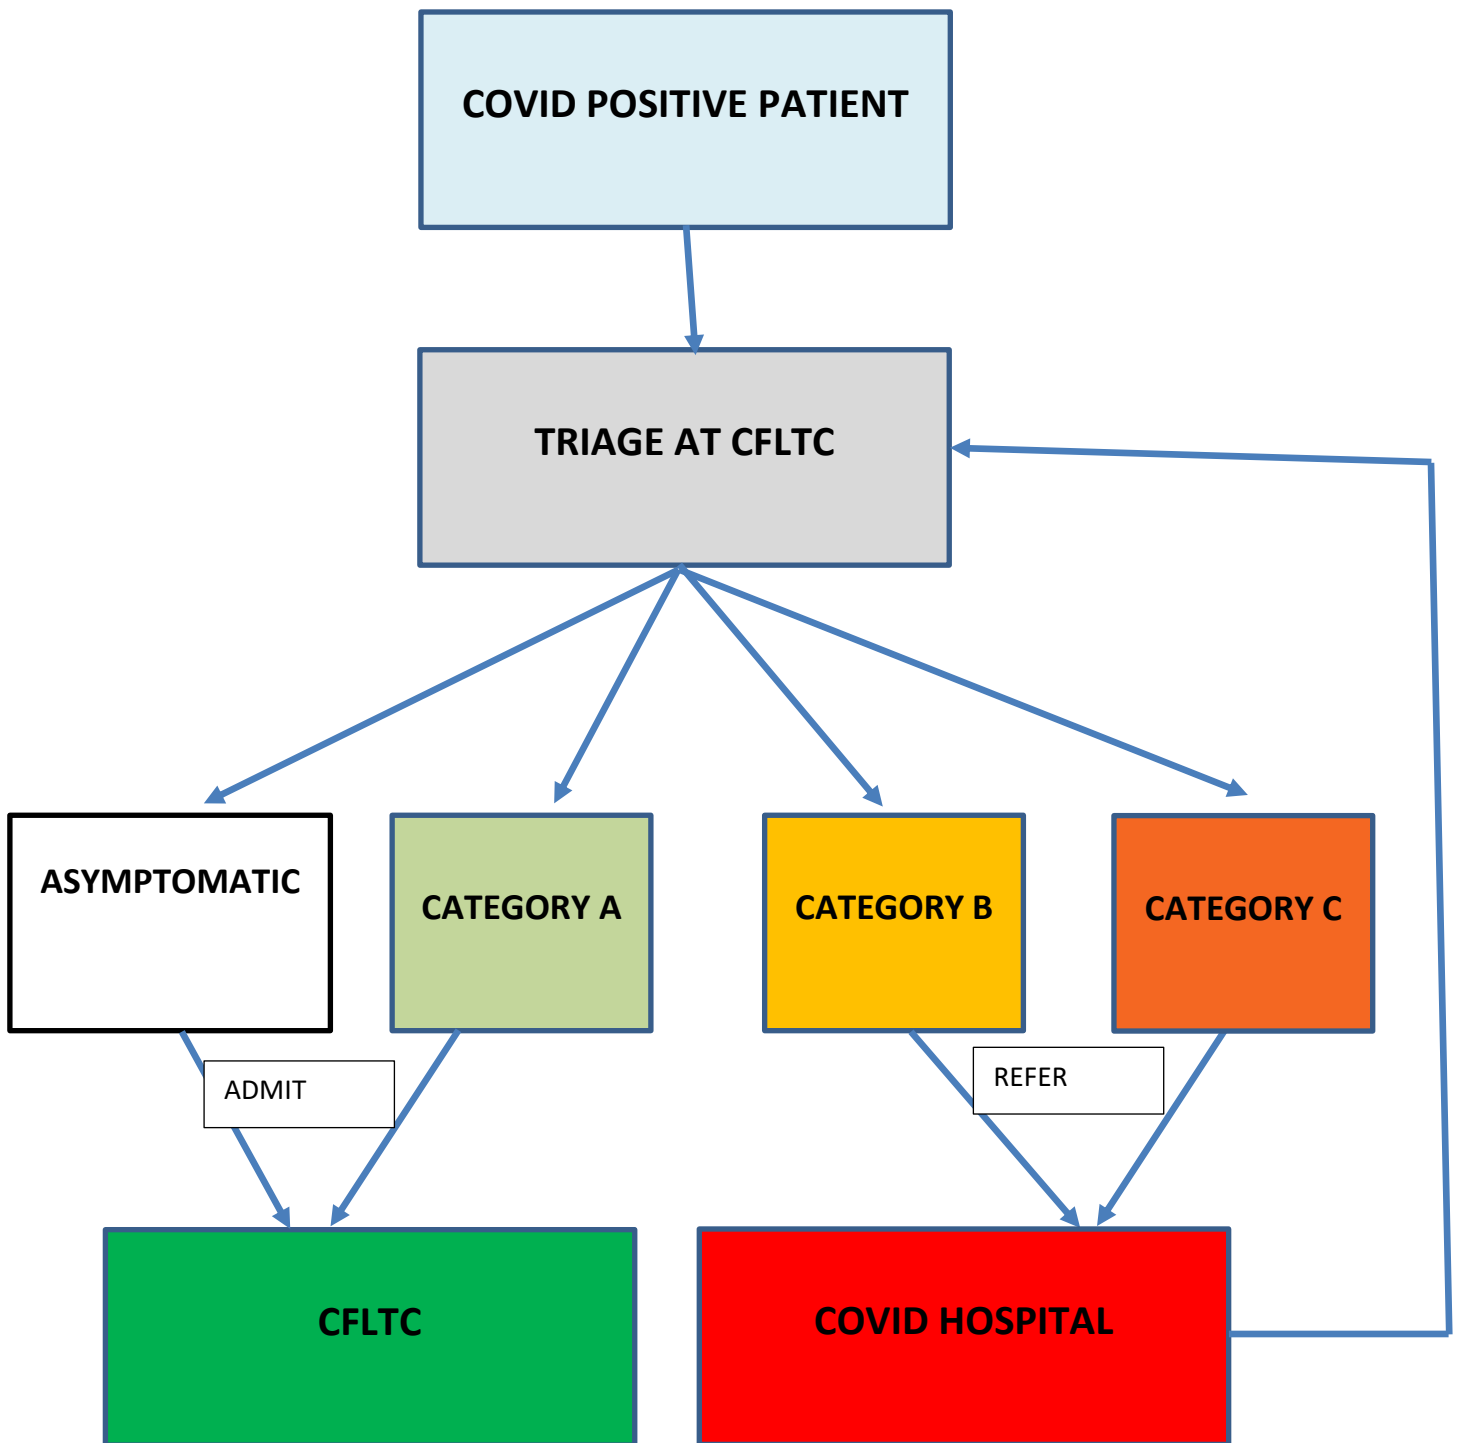 COVID POSITIVE PATIENT
TRIAGE AT CFLTC
ASYMPTOMATIC
CATEGORY A
CATEGORY B
CATEGORY C
ADMIT
REFER
CFLTC
COVID HOSPITAL